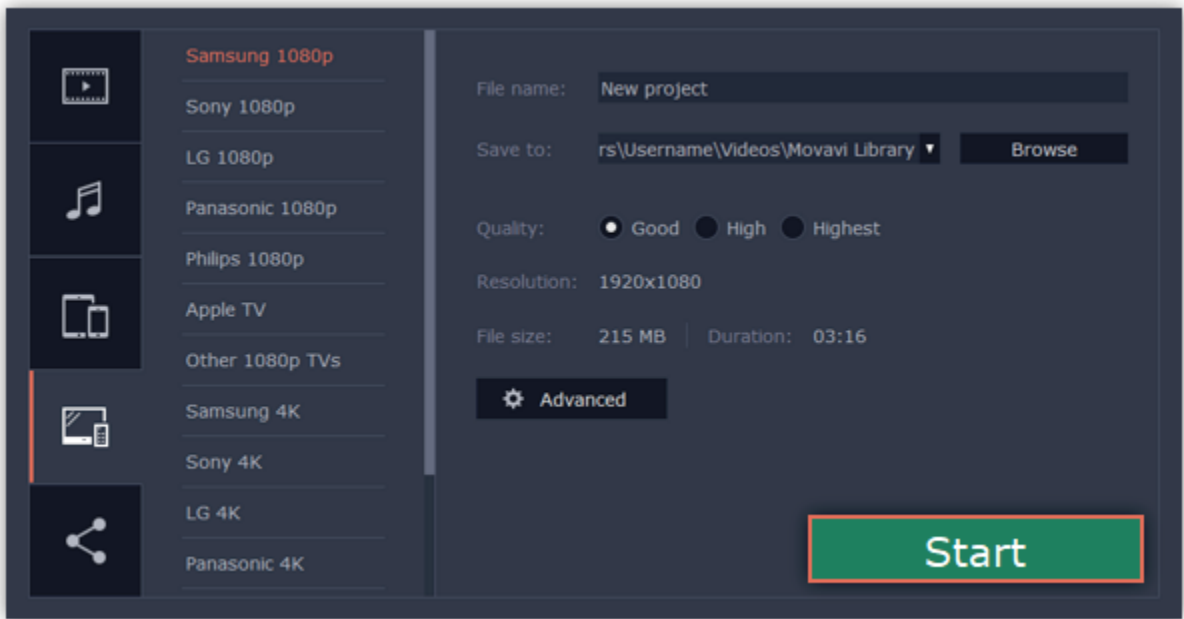 Samsung 1080p
Sony 1080p
LG 1080p
Panasonic 1080p
Philips 1080p
Apple TV
Other 1080p TVs
Samsung 4K
Sony 4K
LG 4K
Panasonic 4K
File name: New project
Save to: rs\Username\Videos\Movavi Library Browse
Quality: Good High Highest
Resolution: 1920x1080
File size: 215 MB Duration: 03:16
Advanced
Start